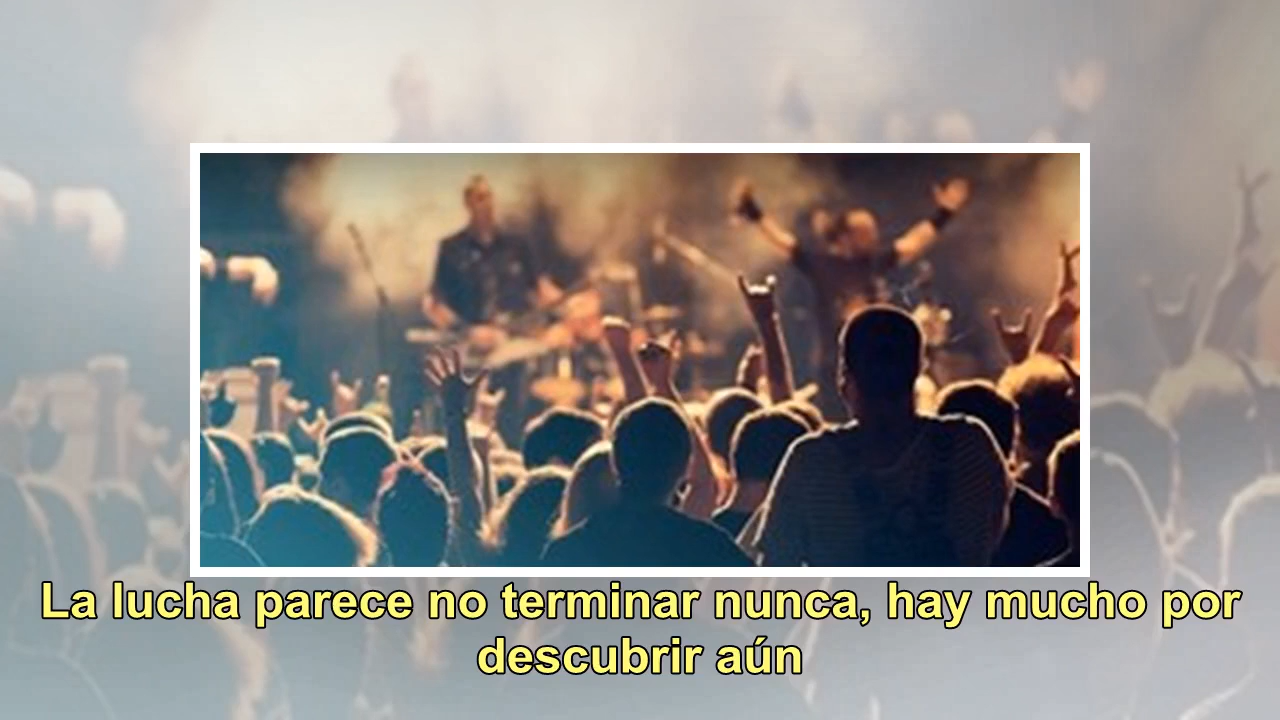 La lucha parece no terminar nunca, hay mucho por
descubrir aún